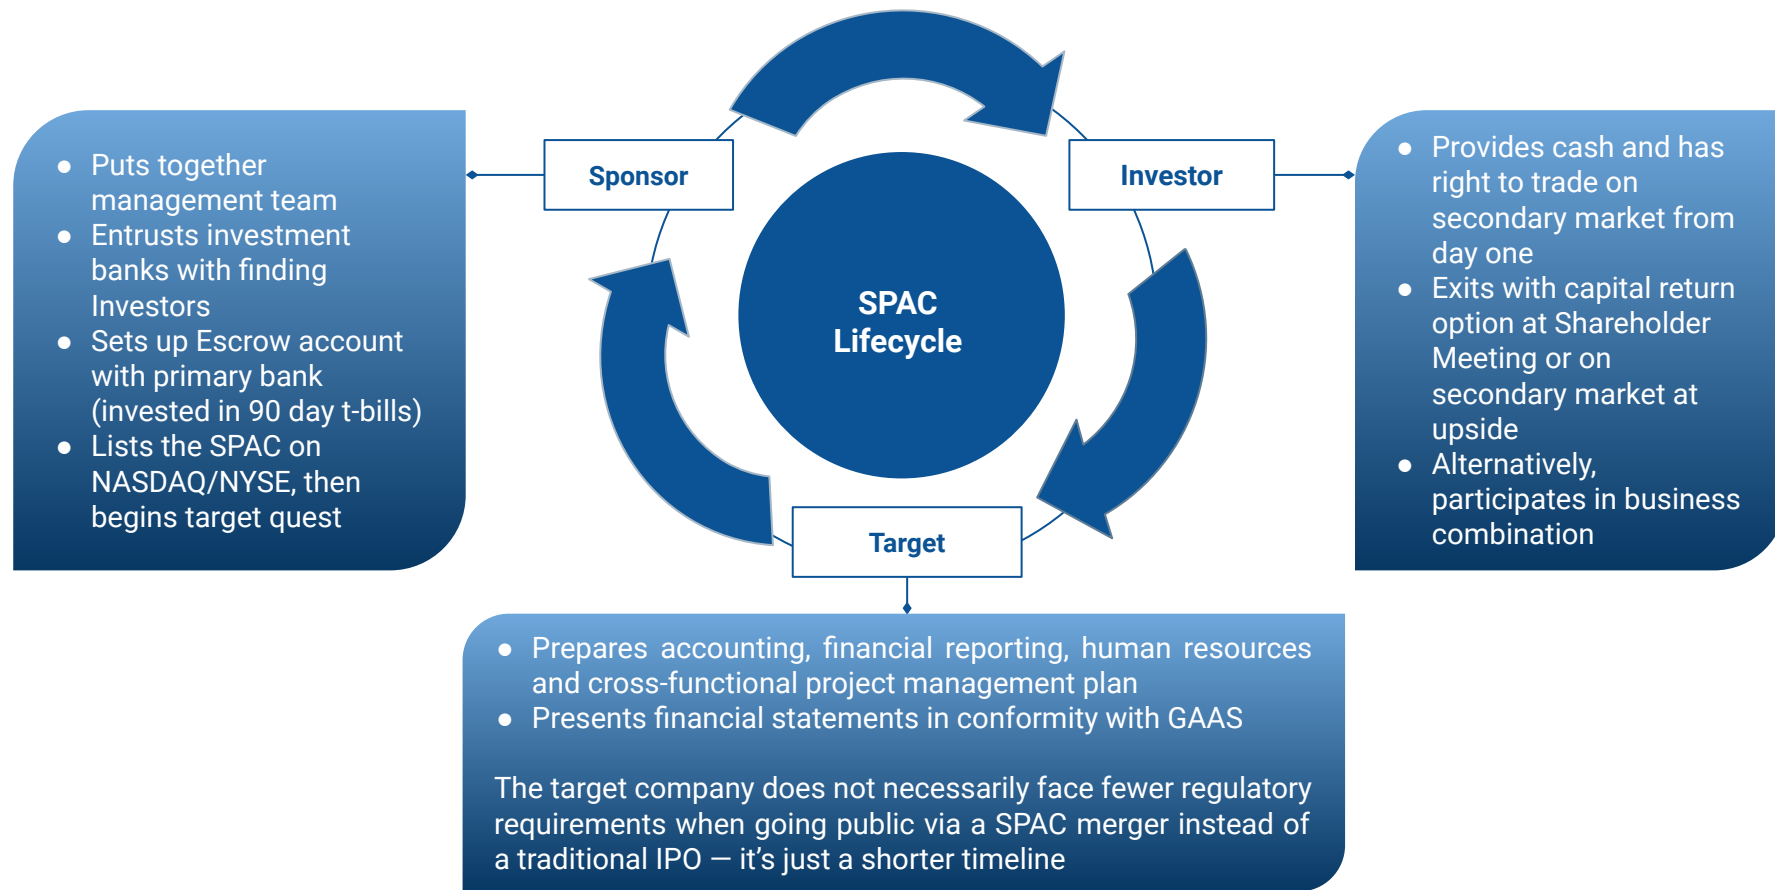 SPAC
Lifecycle
Sponsor
● Puts together
management team
● Entrusts investment
banks with finding
Investors
● Sets up Escrow account
with primary bank
(invested in 90 day t-bills)
● Lists the SPAC on
NASDAQ/NYSE, then
begins target quest
Investor
● Provides cash and has
right to trade on
secondary market from
day one
● Exits with capital return
option at Shareholder
Meeting or on
secondary market at
upside
● Alternatively,
participates in business
combination
Target
● Prepares accounting, financial reporting, human resources
and cross-functional project management plan
● Presents financial statements in conformity with GAAS
The target company does not necessarily face fewer regulatory
requirements when going public via a SPAC merger instead of
a traditional IPO — it's just a shorter timeline